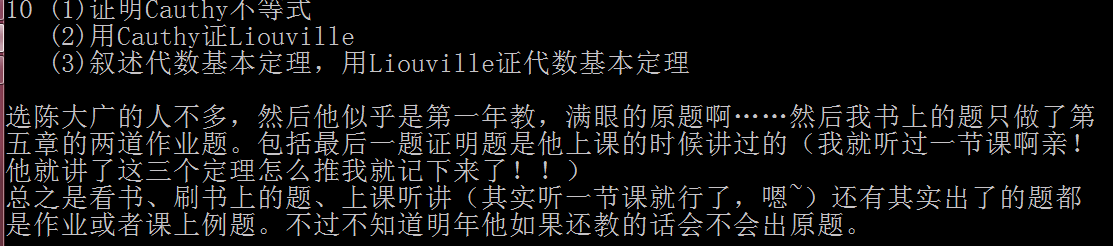 10 (1)证明Cauthy不等式
(2)用Cauthy证Liouville
(3)叙述代数基本定理，用Liouville证代数基本定理
选陈大广的人不多，然后他似乎是第一年教，满眼的原题啊……然后我书上的题只做了第
五章的两道作业题。包括最后一题证明题是他上课的时候讲过的（我就听过一节课啊亲！
他就讲了这三个定理怎么推我就记下来了！！）
总之是看书、刷书上的题、上课听讲（其实听一节课就行了，嗯~）还有其实出了的题都
是作业或者课上例题。不过不知道明年他如果还教的话会不会出原题。